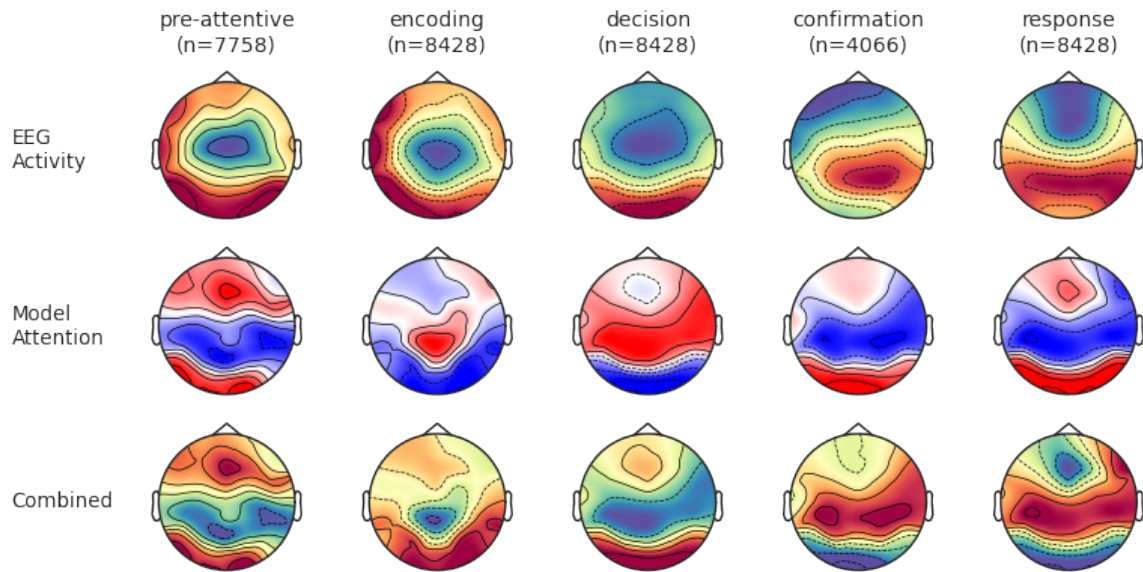 pre-attentive encoding decision confirmation response
(n=7758) (n=8428) (n=8428) (n=4066) (n=8428)
EEG
Activity
Model
Attention
Combined